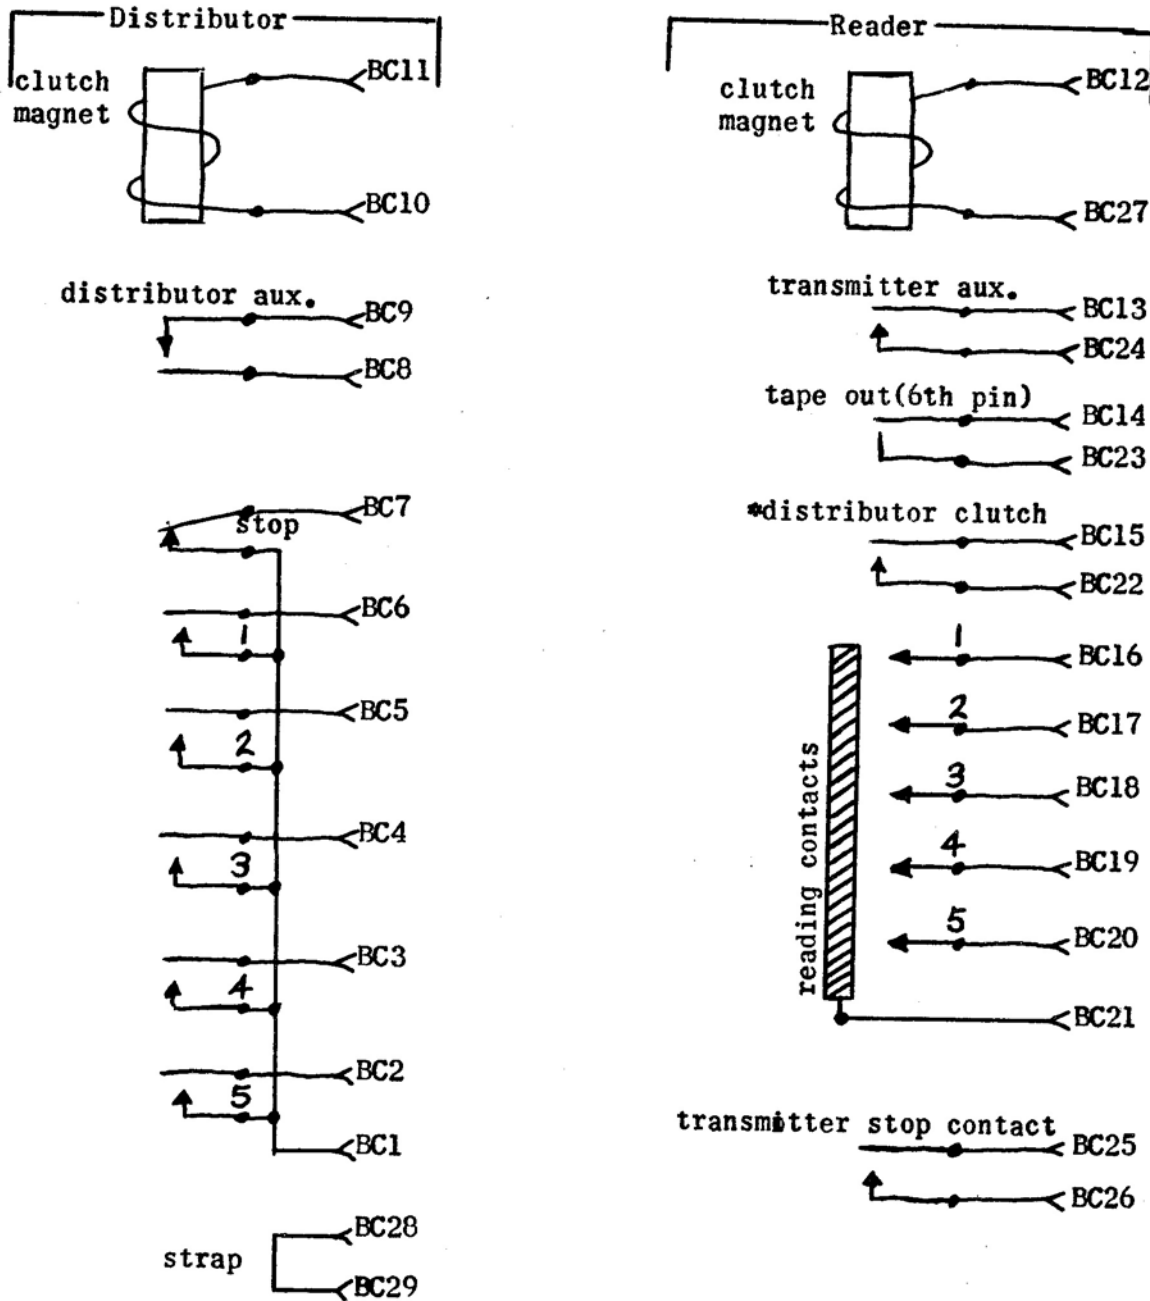 Distributor
clutch
magnet
BC11
BC10
distributor aux.
BC9
BC8
BC7
stop
BC6
1
BC5
2
BC4
3
BC3
4
BC2
5
BC1
strap
BC28
BC29
Reader
clutch
magnet
BC12
BC27
transmitter aux.
BC13
BC24
tape out(6th pin)
BC14
BC23
*distributor clutch
BC15
BC22
reading contacts
1
BC16
2
BC17
3
BC18
4
BC19
5
BC20
BC21
transmitter stop contact
BC25
BC26